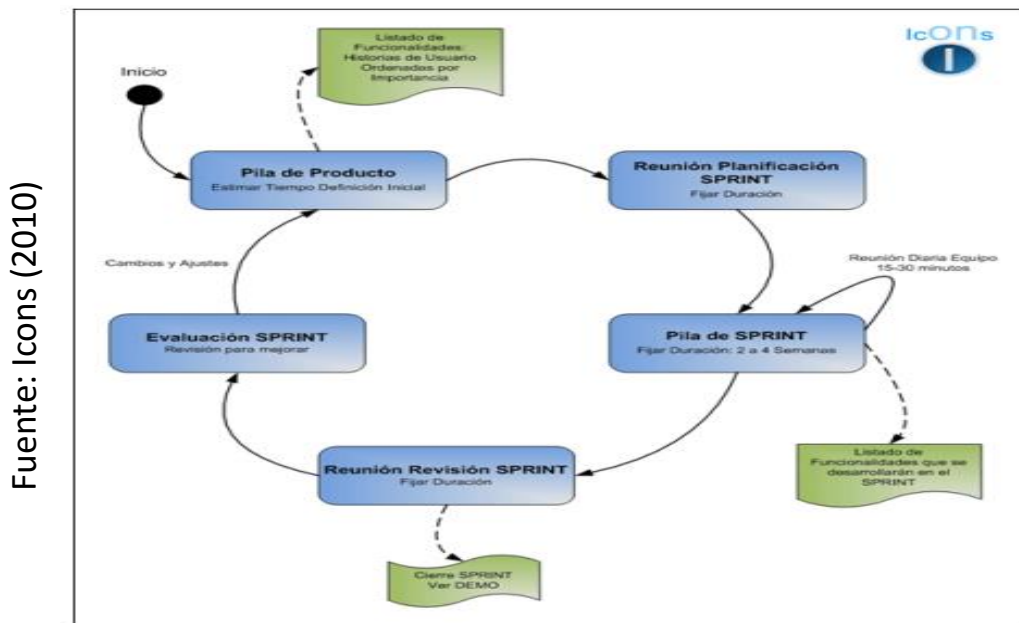 Fuente: Icons (2010)
Icons
Inicio
Listado de
Funcionalidades:
Historias de Usuario
Ordenadas por
Importancia
Pila de Producto
Estimar Tiempo Definición Inicial
Reunión Planificación
SPRINT
Fijar Duración
Cambios y Ajustes
Reunión Diaria Equipo
15-30 minutos
Evaluación SPRINT
Revisión para mejorar
Pila de SPRINT
Fijar Duración: 2 a 4 Semanas
Reunión Revisión SPRINT
Fijar Duración
Listado de
Funcionalidades que se
desarrollarán en el
SPRINT
Cierre SPRINT
Ver DEMO